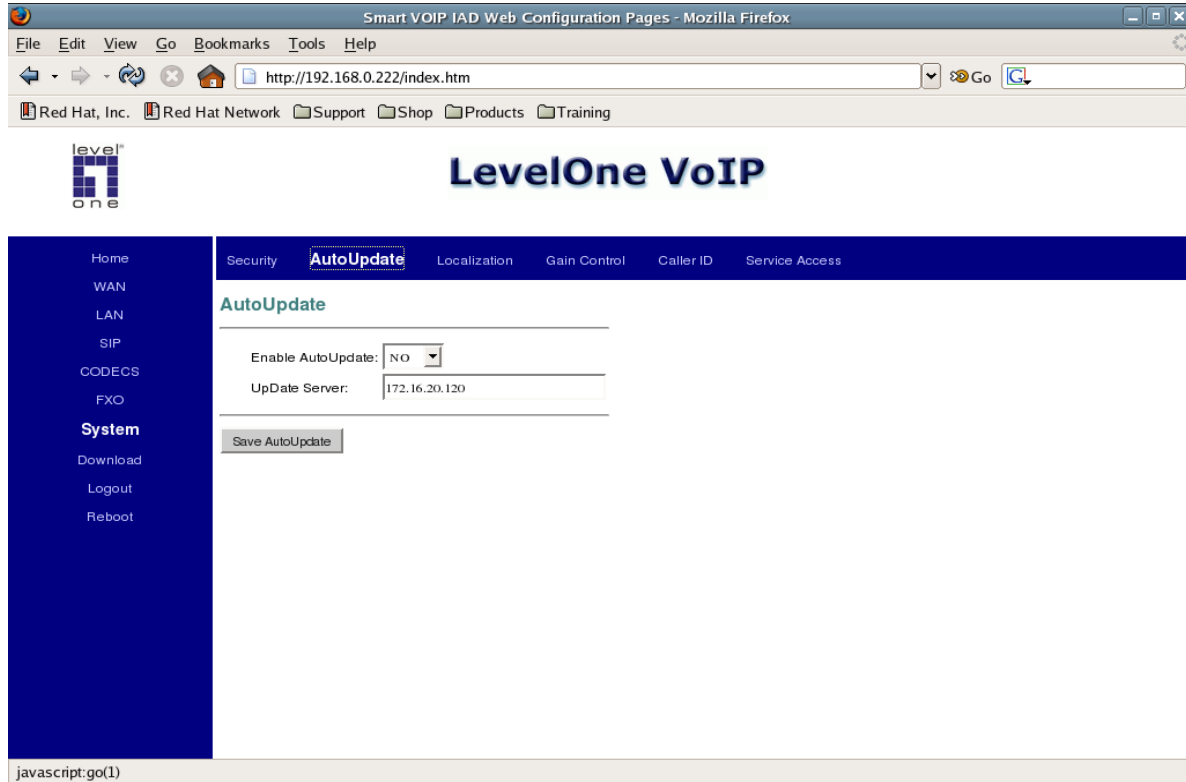 Smart VOIP IAD Web Configuration Pages - Mozilla Firefox
File Edit View Go Bookmarks Tools Help
http://192.168.0.222/index.htm Go G
Red Hat, Inc. Red Hat Network Support Shop Products Training
level one
LevelOne VoIP
Security AutoUpdate Localization Gain Control Caller ID Service Access
Home
WAN
LAN
SIP
CODECS
FXO
System
Download
Logout
Reboot
AutoUpdate
Enable AutoUpdate: NO
UpDate Server: 172.16.20.120
Save AutoUpdate
javascript:go(1)